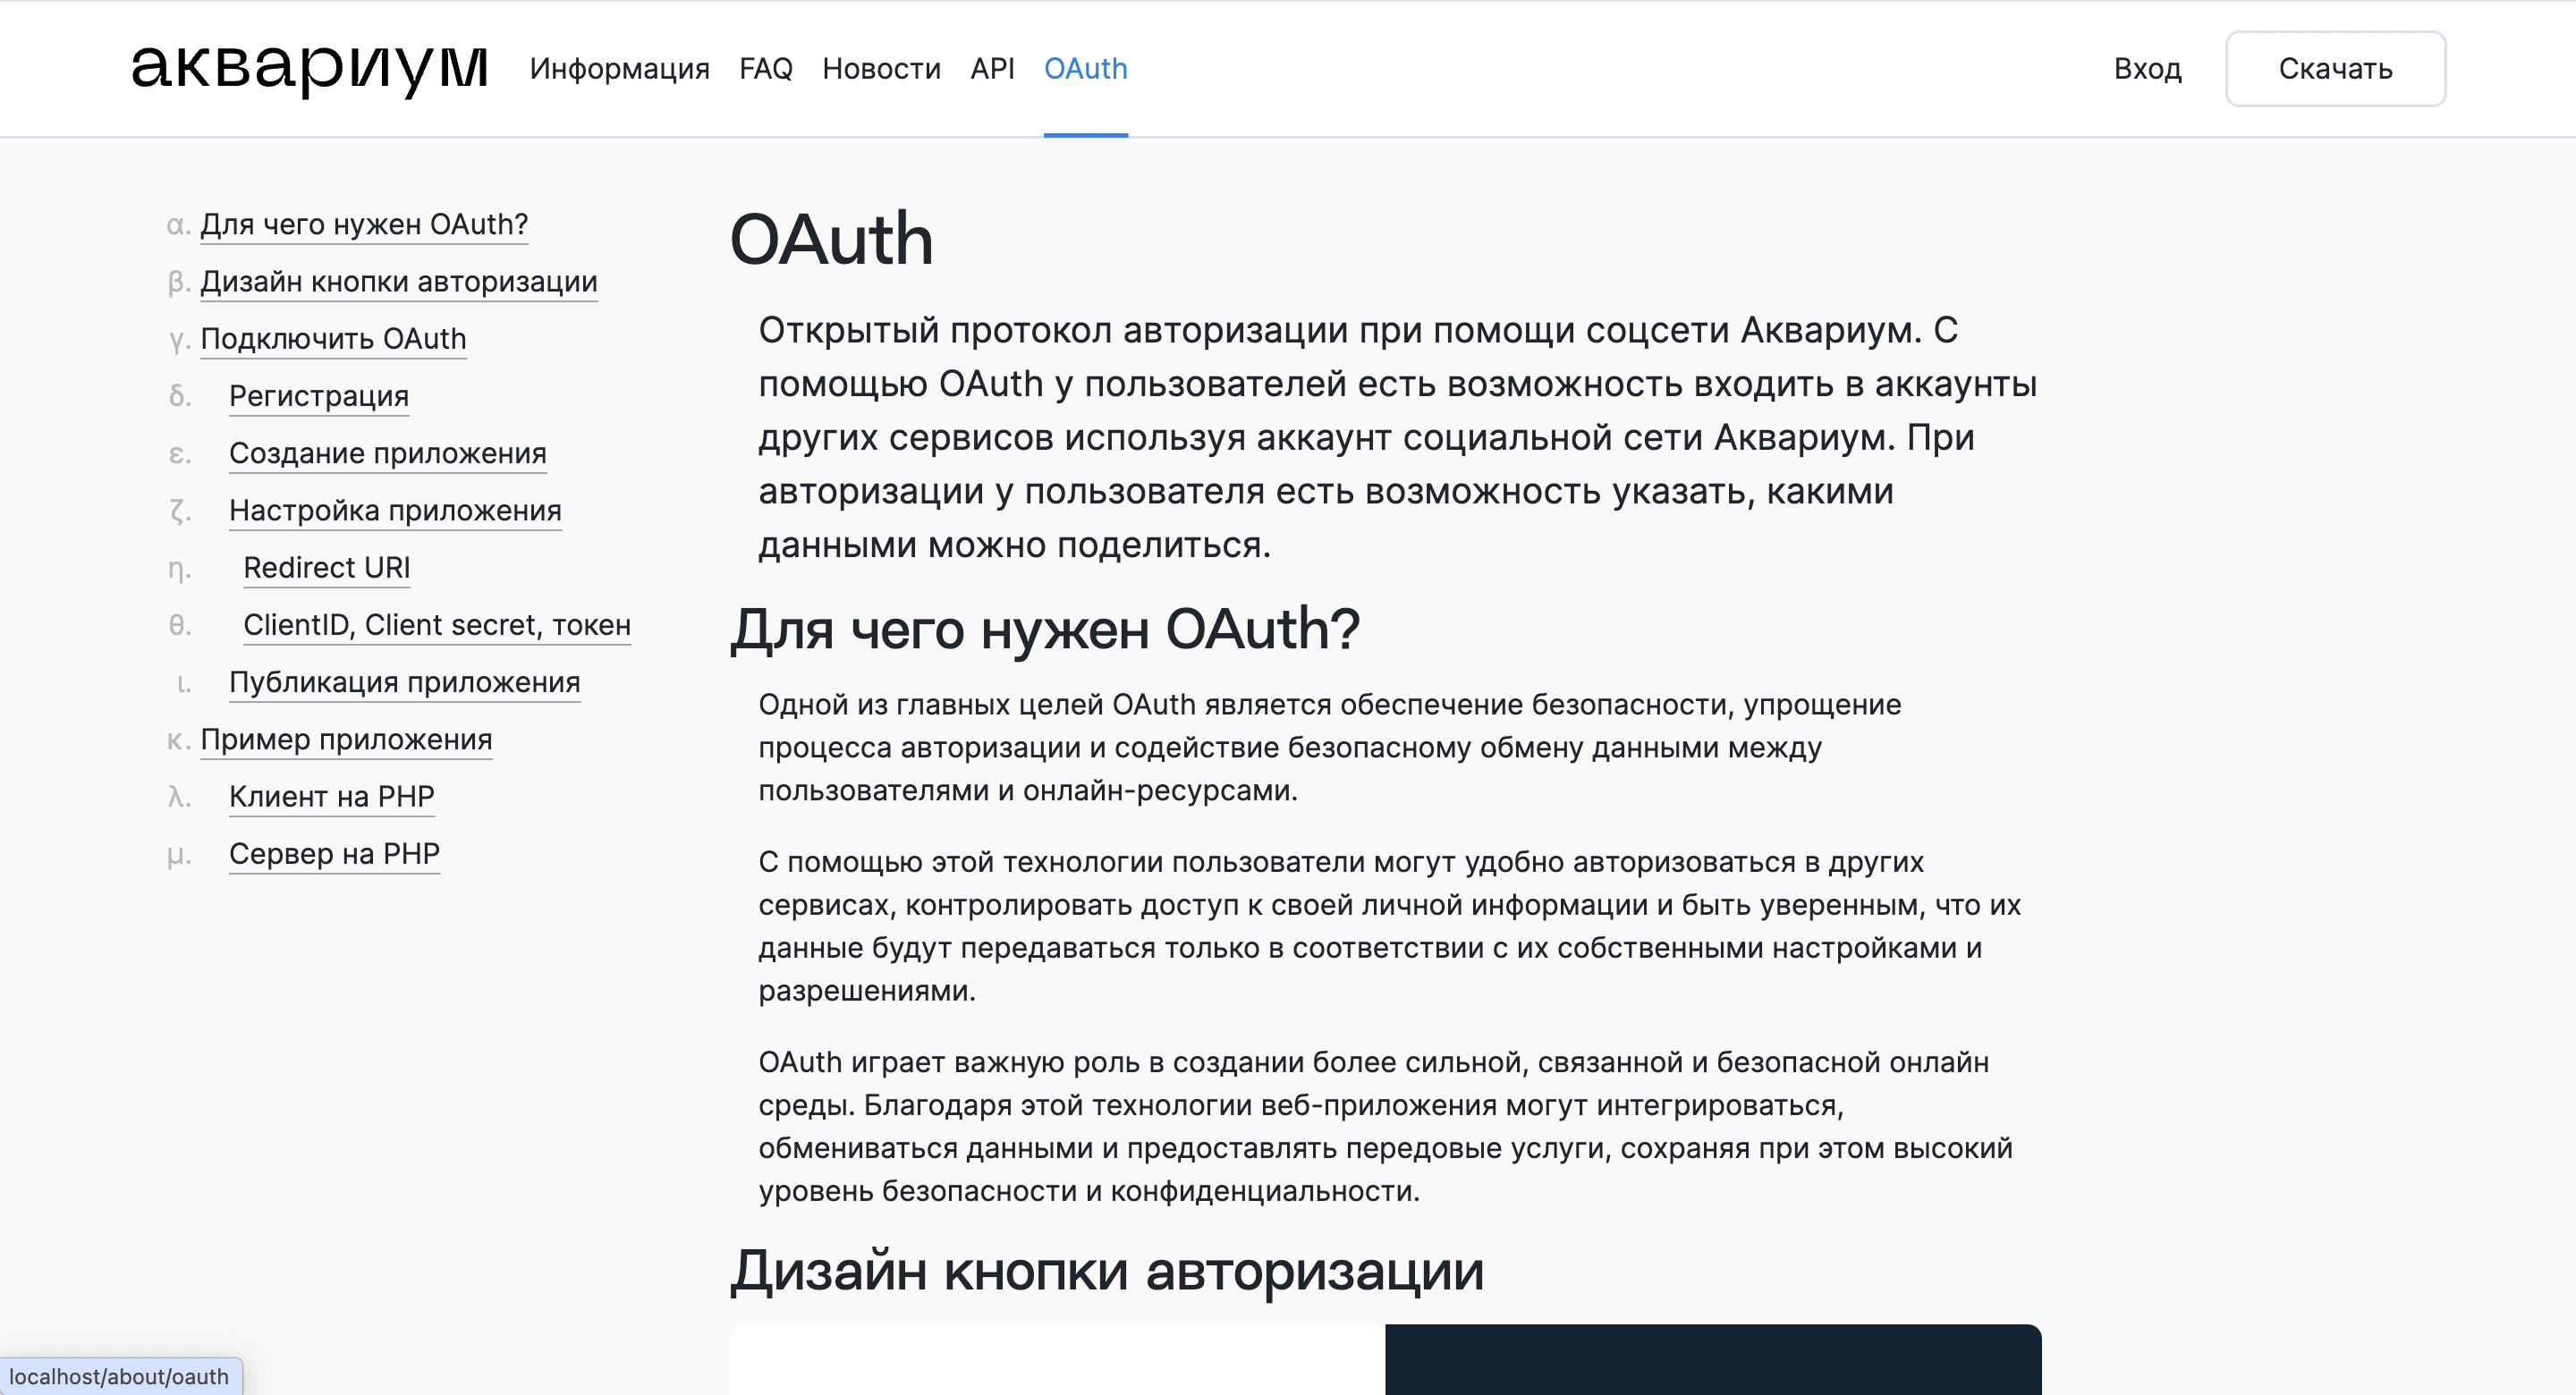 аквариум Информация FAQ Новости API OAuth Вход Скачать
α. Для чего нужен OAuth?
β. Дизайн кнопки авторизации
γ. Подключить OAuth
δ. Регистрация
ε. Создание приложения
ζ. Настройка приложения
η. Redirect URI
θ. ClientID, Client secret, токен
ι. Публикация приложения
κ. Пример приложения
λ. Клиент на PHP
μ. Сервер на PHP
OAuth
Открытый протокол авторизации при помощи соцсети Аквариум. С
помощью OAuth у пользователей есть возможность входить в аккаунты
других сервисов используя аккаунт социальной сети Аквариум. При
авторизации у пользователя есть возможность указать, какими
данными можно поделиться.
Для чего нужен OAuth?
Одной из главных целей OAuth является обеспечение безопасности, упрощение
процесса авторизации и содействие безопасному обмену данными между
пользователями и онлайн-ресурсами.
С помощью этой технологии пользователи могут удобно авторизоваться в других
сервисах, контролировать доступ к своей личной информации и быть уверенным, что их
данные будут передаваться только в соответствии с их собственными настройками и
разрешениями.
OAuth играет важную роль в создании более сильной, связанной и безопасной онлайн
среды. Благодаря этой технологии веб-приложения могут интегрироваться,
обмениваться данными и предоставлять передовые услуги, сохраняя при этом высокий
уровень безопасности и конфиденциальности.
Дизайн кнопки авторизации
localhost/about/oauth